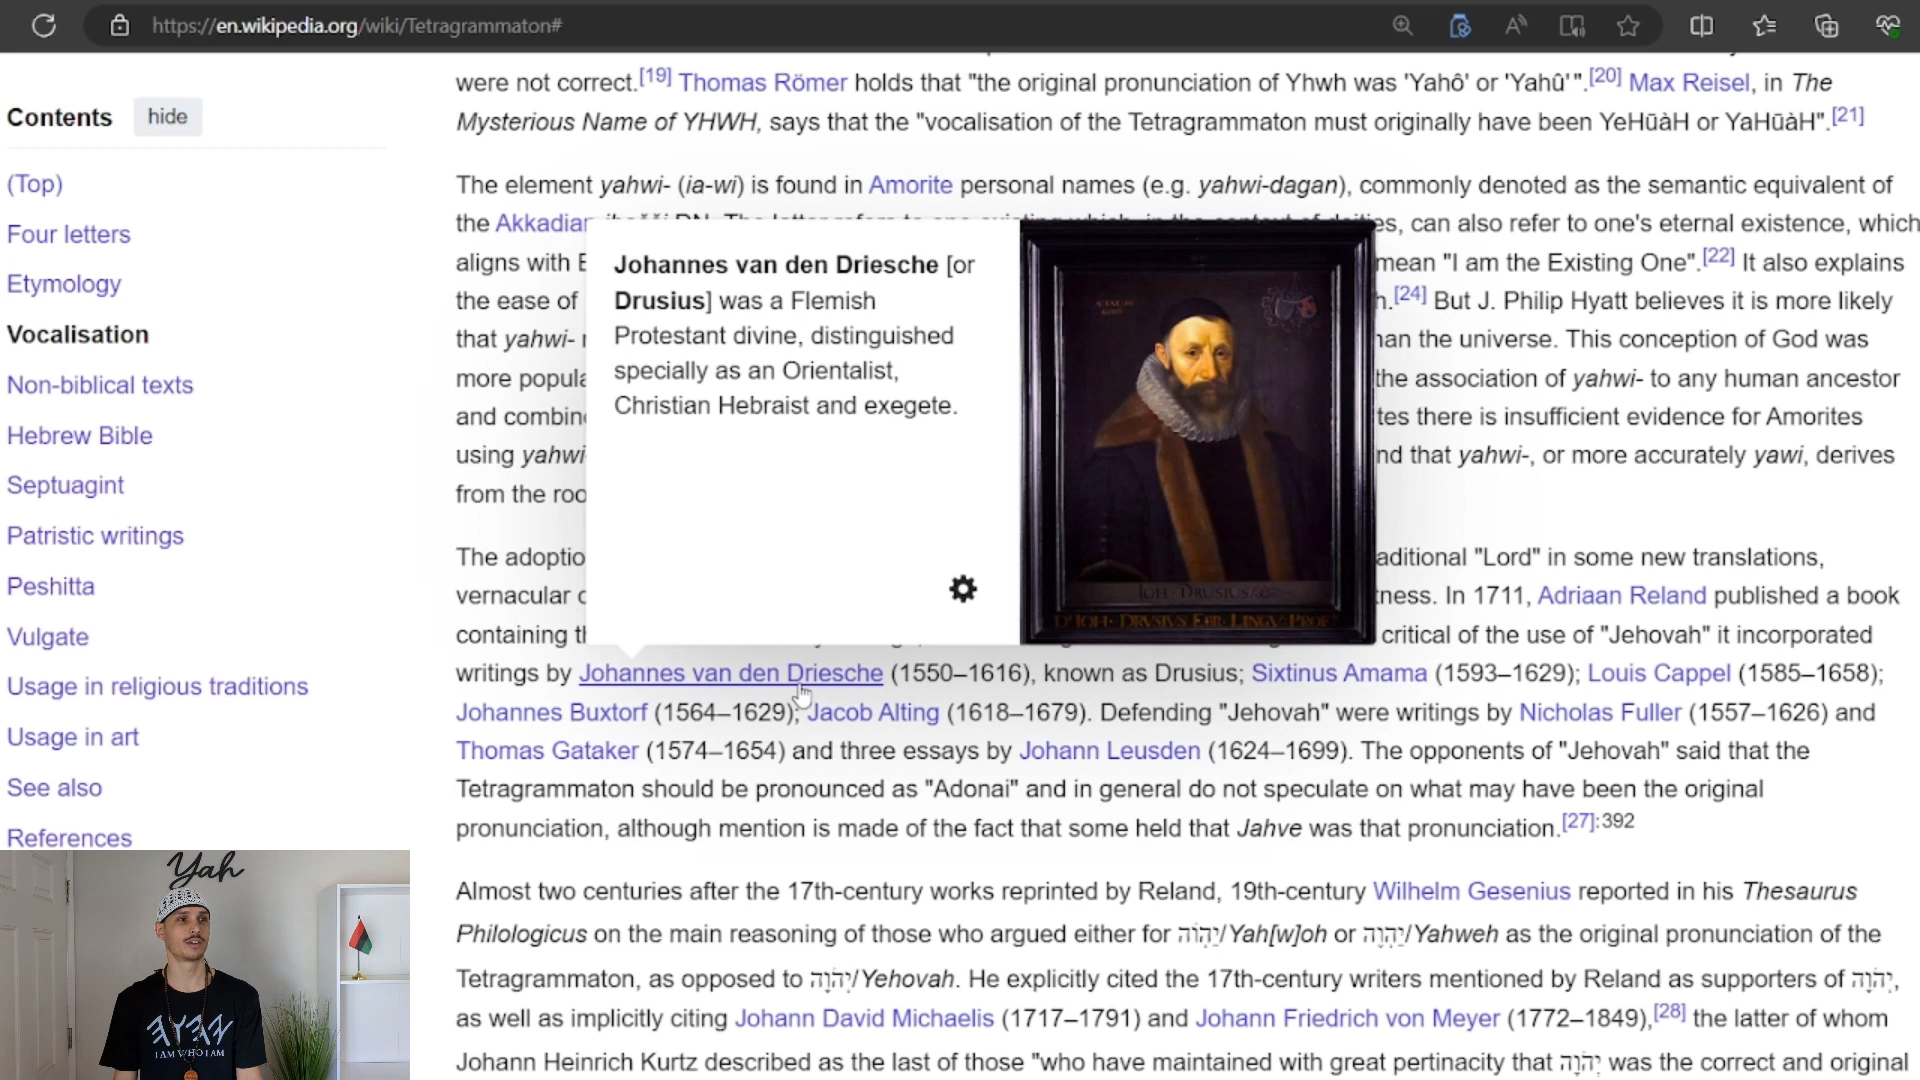 https://en.wikipedia.org/wiki/Tetragrammaton#
Contents hide
(Top)
Four letters
Etymology
Vocalisation
Non-biblical texts
Hebrew Bible
Septuagint
Patristic writings
Peshitta
Vulgate
Usage in religious traditions
Usage in art
See also
References
were not correct.[19] Thomas Römer holds that "the original pronunciation of Yhwh was 'Yahô' or 'Yahû'".[20] Max Reisel, in The
Mysterious Name of YHWH, says that the "vocalisation of the Tetragrammaton must originally have been YeHūàH or YaHūàH".[21]
The element yahwi- (ia-wi) is found in Amorite personal names (e.g. yahwi-dagan), commonly denoted as the semantic equivalent of
the Akkadian can also refer to one's eternal existence, which
aligns with mean "I am the Existing One".[22] It also explains
the ease of [24] But J. Philip Hyatt believes it is more likely
that yahwi- the universe. This conception of God was
more the association of yahwi- to any human ancestor
and there is insufficient evidence for Amorites
using yahwi- that yahwi-, or more accurately yawi, derives
from the
Johannes van den Driesche [or
Drusius] was a Flemish
Protestant divine, distinguished
specially as an Orientalist,
Christian Hebraist and exegete.
IOH · DRUSIUS
D' IOH · DRVSIVS EBR · LINGV · PROF
The "Lord" in some new translations,
vernacular In 1711, Adriaan Reland published a book
containing critical of the use of "Jehovah" it incorporated
writings by Johannes van den Driesche (1550–1616), known as Drusius; Sixtinus Amama (1593–1629); Louis Cappel (1585–1658);
Johannes Buxtorf (1564–1629); Jacob Alting (1618–1679). Defending "Jehovah" were writings by Nicholas Fuller (1557–1626) and
Thomas Gataker (1574–1654) and three essays by Johann Leusden (1624–1699). The opponents of "Jehovah" said that the
Tetragrammaton should be pronounced as "Adonai" and in general do not speculate on what may have been the original
pronunciation, although mention is made of the fact that some held that Jahve was that pronunciation.[27]:392
Almost two centuries after the 17th-century works reprinted by Reland, 19th-century Wilhelm Gesenius reported in his Thesaurus
Philologicus on the main reasoning of those who argued either for יַהְוֹה/Yah[w]oh or יַהְוֶה/Yahweh as the original pronunciation of the
Tetragrammaton, as opposed to יְהֹוָה/Yehovah. He explicitly cited the 17th-century writers mentioned by Reland as supporters of יְהֹוָה,
as well as implicitly citing Johann David Michaelis (1717–1791) and Johann Friedrich von Meyer (1772–1849),[28] the latter of whom
Johann Heinrich Kurtz described as the last of those "who have maintained with great pertinacity that יְהֹוָה was the correct and original
Yah
𐤉𐤄𐤅𐤄
I AM WHO I AM